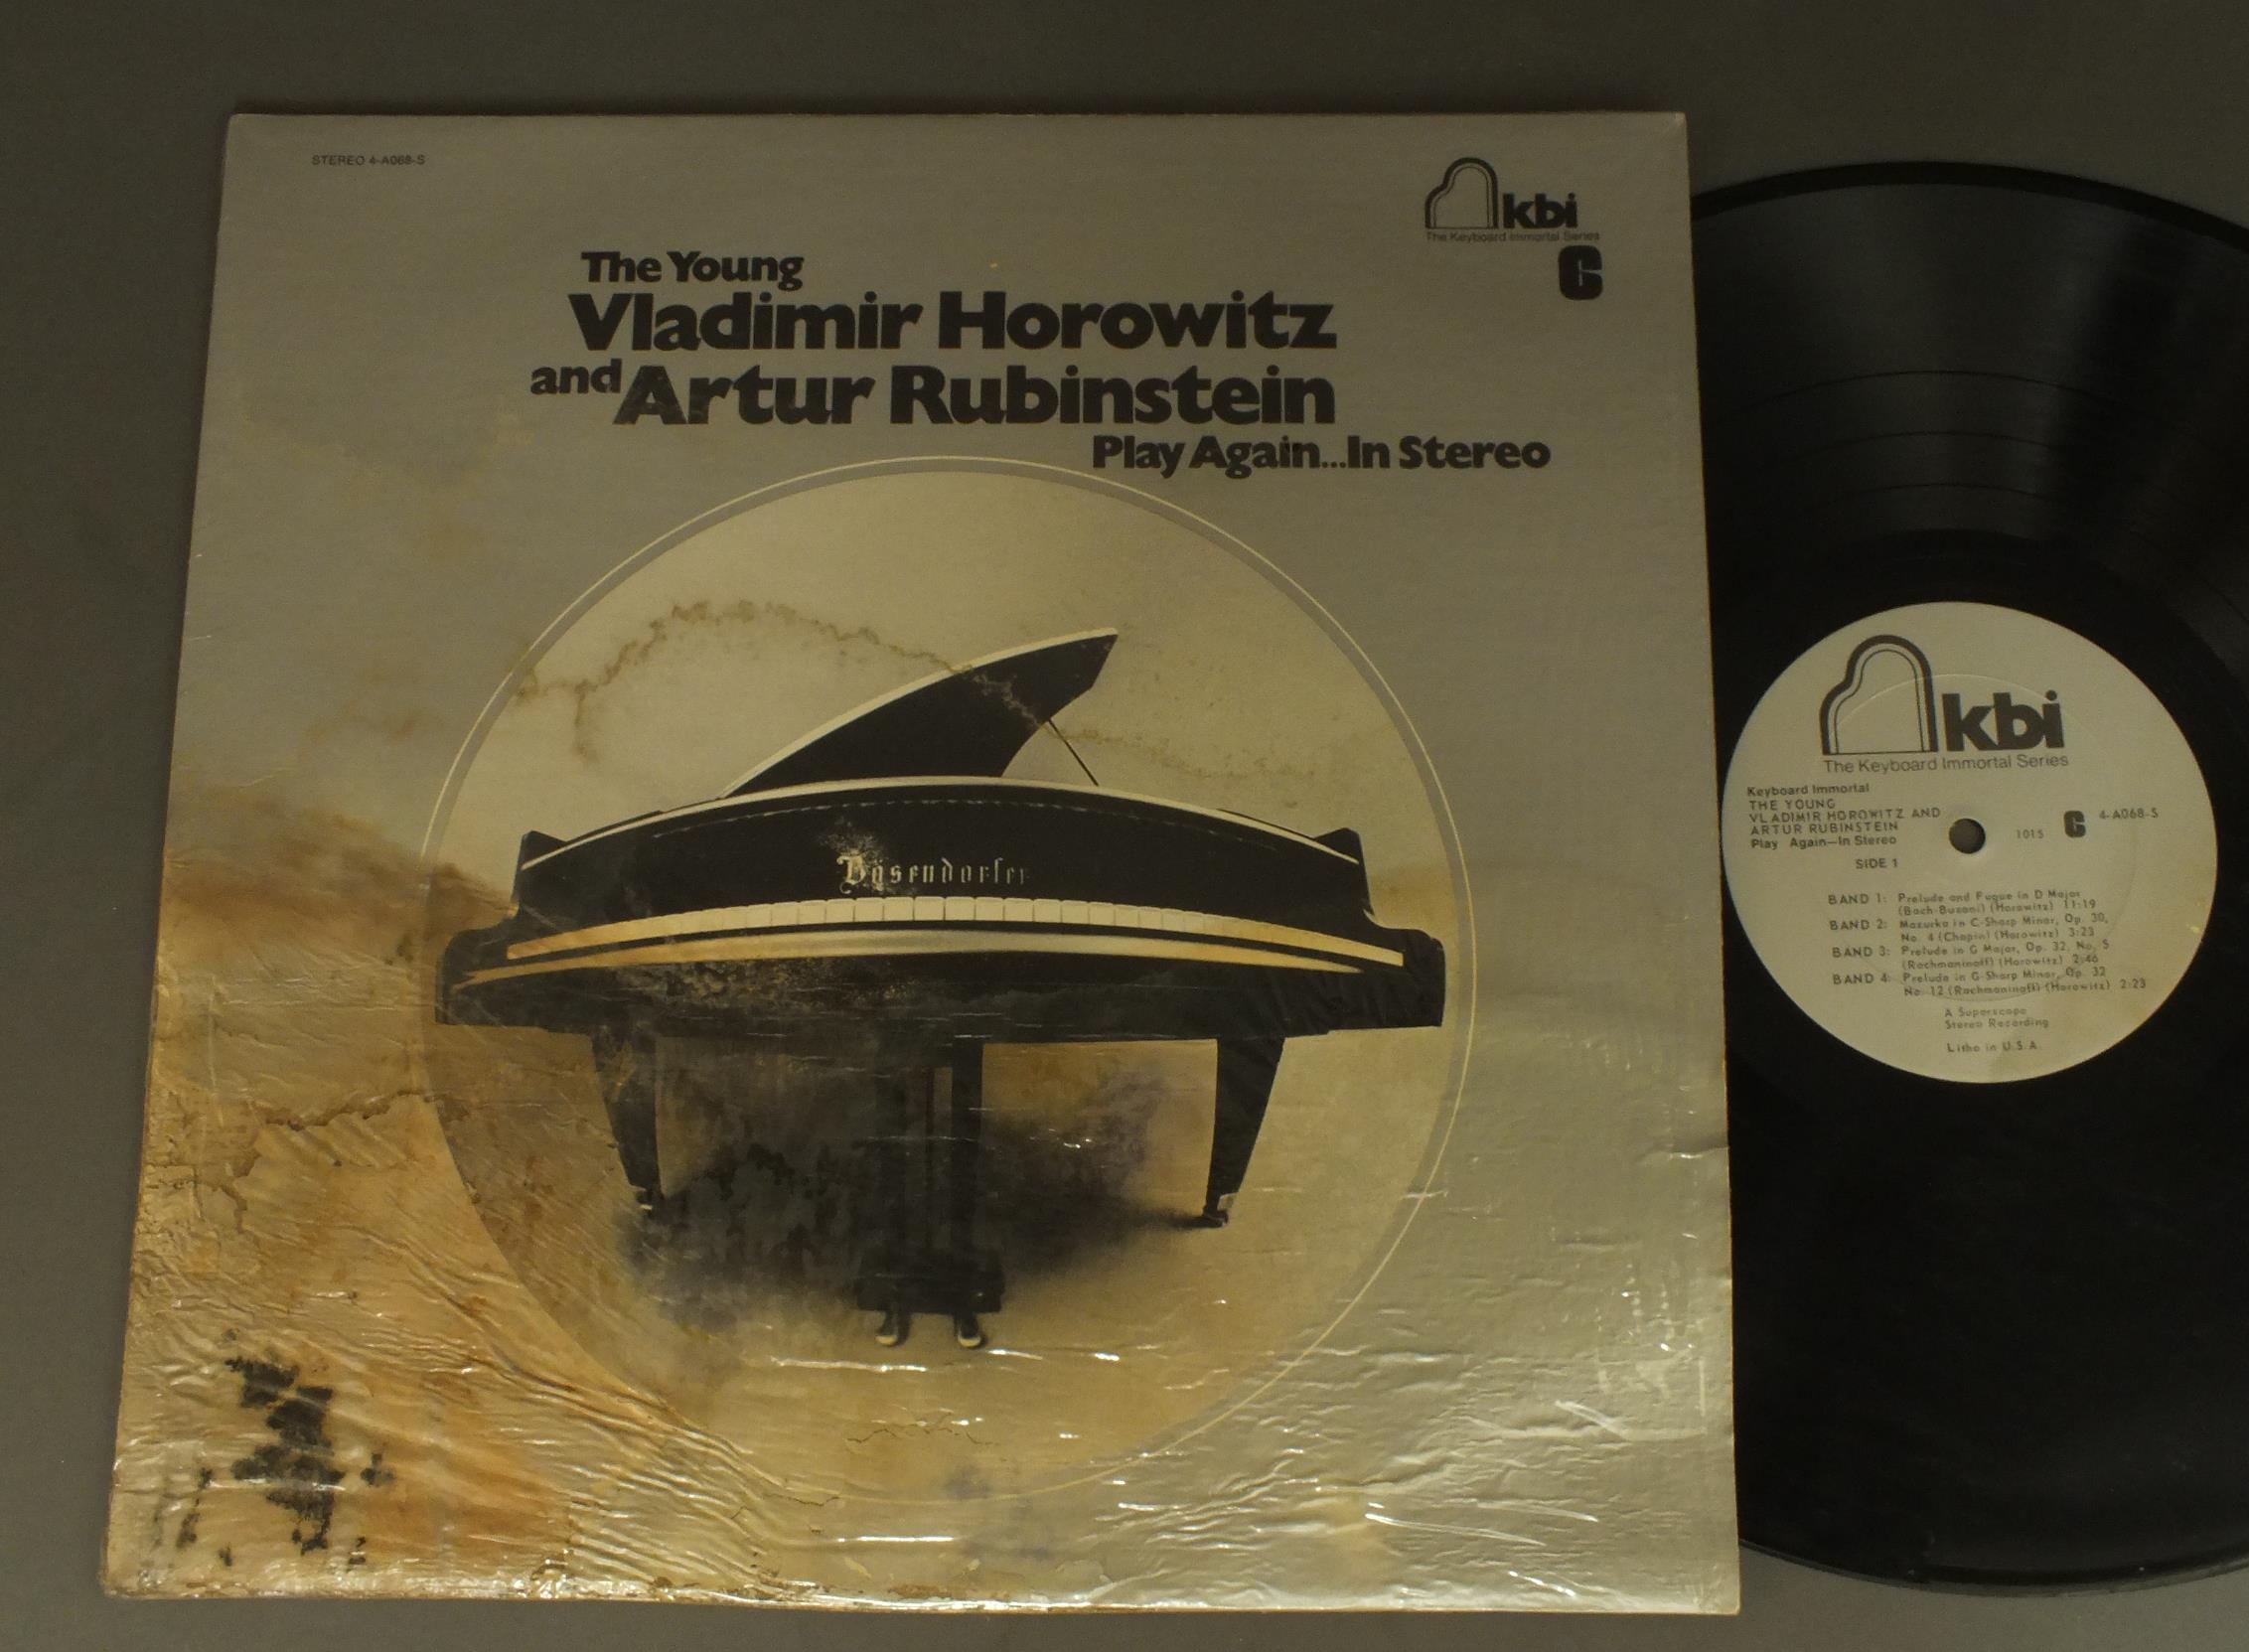 STEREO 4-A068-S
kbi
The Keyboard Immortal Series
C
The Young
Vladimir Horowitz
and Artur Rubinstein
Play Again...In Stereo
Bösendorfer
kbi
The Keyboard Immortal Series
Keyboard Immortal
THE YOUNG
VLADIMIR HOROWITZ AND
ARTUR RUBINSTEIN
Play Again—In Stereo
SIDE 1
1015 C 4-A068-S
BAND 1: Prelude and Fugue in D Major
(Bach-Busoni) (Horowitz) 11:19
BAND 2: Mazurka in C-Sharp Minor, Op. 30,
No. 4 (Chopin) (Horowitz) 3:23
BAND 3: Prelude in G Major, Op. 32, No. 5
(Rachmaninoff) (Horowitz) 2:46
BAND 4: Prelude in G-Sharp Minor, Op. 32
No. 12 (Rachmaninoff) (Horowitz) 2:23
A Superscope
Stereo Recording
Litho in U.S.A.